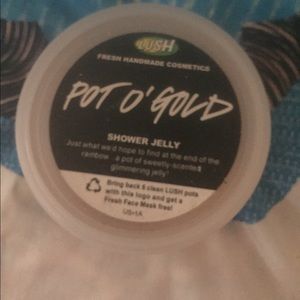 LUSH
FRESH HANDMADE COSMETICS
POT O' GOLD
SHOWER JELLY
Just what we'd hope to find at the end of the
rainbow...a pot of sweetly-scented
glimmering jelly!
Bring back 5 clean LUSH pots
with this logo and get a
Fresh Face Mask free!
US+1A